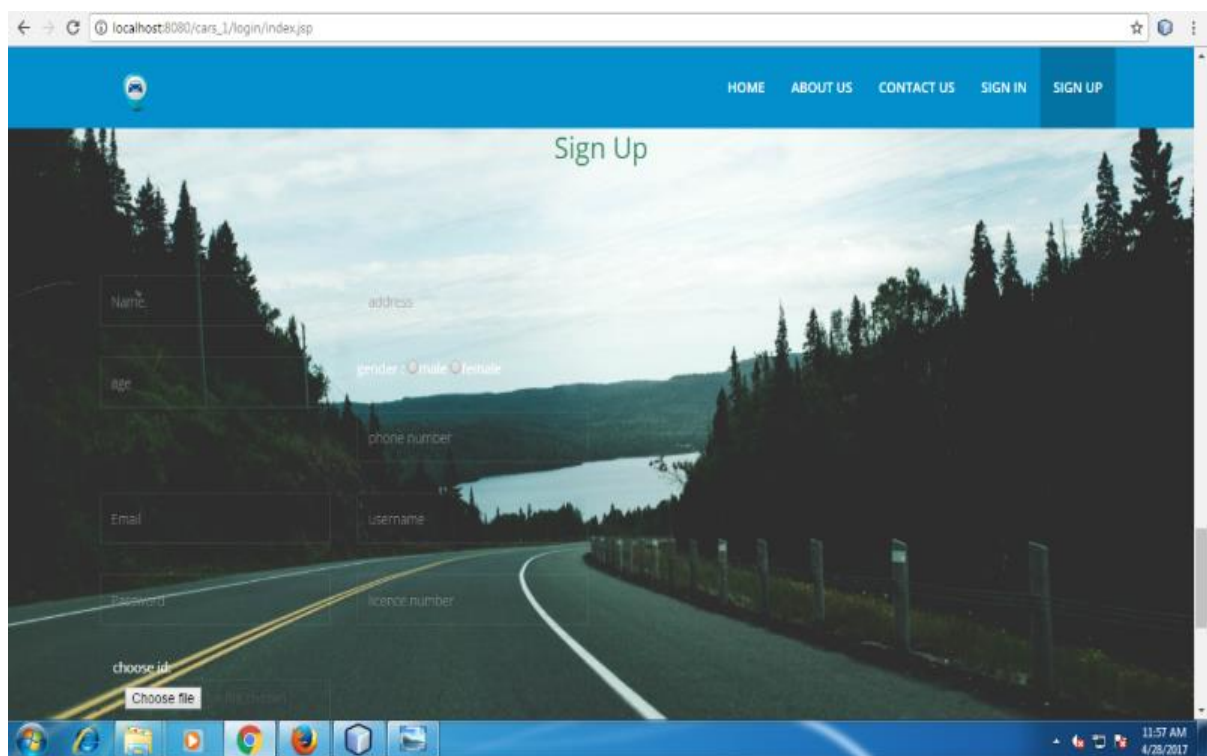 localhost:8080/cars_1/login/index.jsp
HOME ABOUT US CONTACT US SIGN IN SIGN UP
Sign Up
Name
address
age
gender : male female
phone number
Email
username
Password
licence number
choose id:
Choose file
11:57 AM
4/28/2017